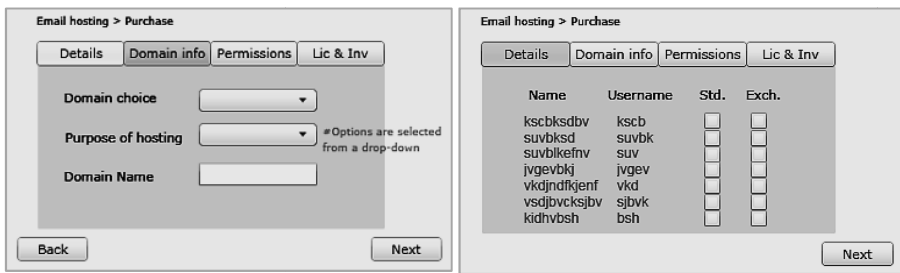 Email hosting > Purchase
Details Domain info Permissions Lic & Inv
Domain choice
Purpose of hosting
#Options are selected
from a drop-down
Domain Name
Back Next
Email hosting > Purchase
Details Domain info Permissions Lic & Inv
Name Username Std. Exch.
kscbksdbv kscb
suvbksd suvbk
suvblkefnv suv
jvgevbkj jvgev
vkdjndfkjenf vkd
vsdjbvcksjbv sjbvk
kidhvbsh bsh
Next